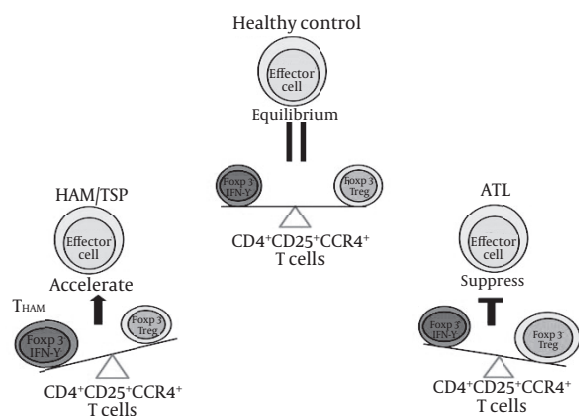 Healthy control
Effector
cell
Equilibrium
Foxp 3⁻
IFN-Y
Foxp 3
Treg
CD4⁺CD25⁺CCR4⁺
T cells
HAM/TSP
Effector
cell
Accelerate
THAM
Foxp 3⁻
IFN-Y
Foxp 3
Treg
CD4⁺CD25⁺CCR4⁺
T cells
ATL
Effector
cell
Suppress
Foxp 3⁻
IFN-Y
Foxp 3
Treg
CD4⁺CD25⁺CCR4⁺
T cells